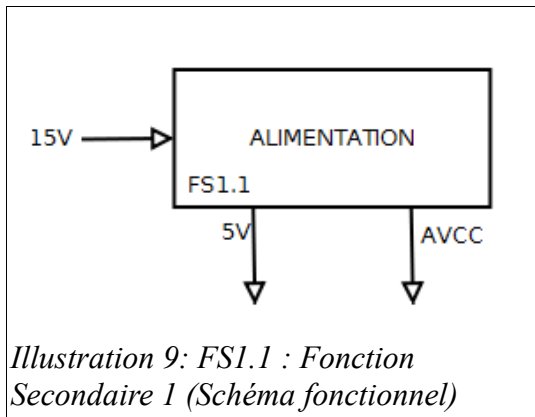 15V
ALIMENTATION
FS1.1
5V
AVCC
Illustration 9: FS1.1 : Fonction
Secondaire 1 (Schéma fonctionnel)